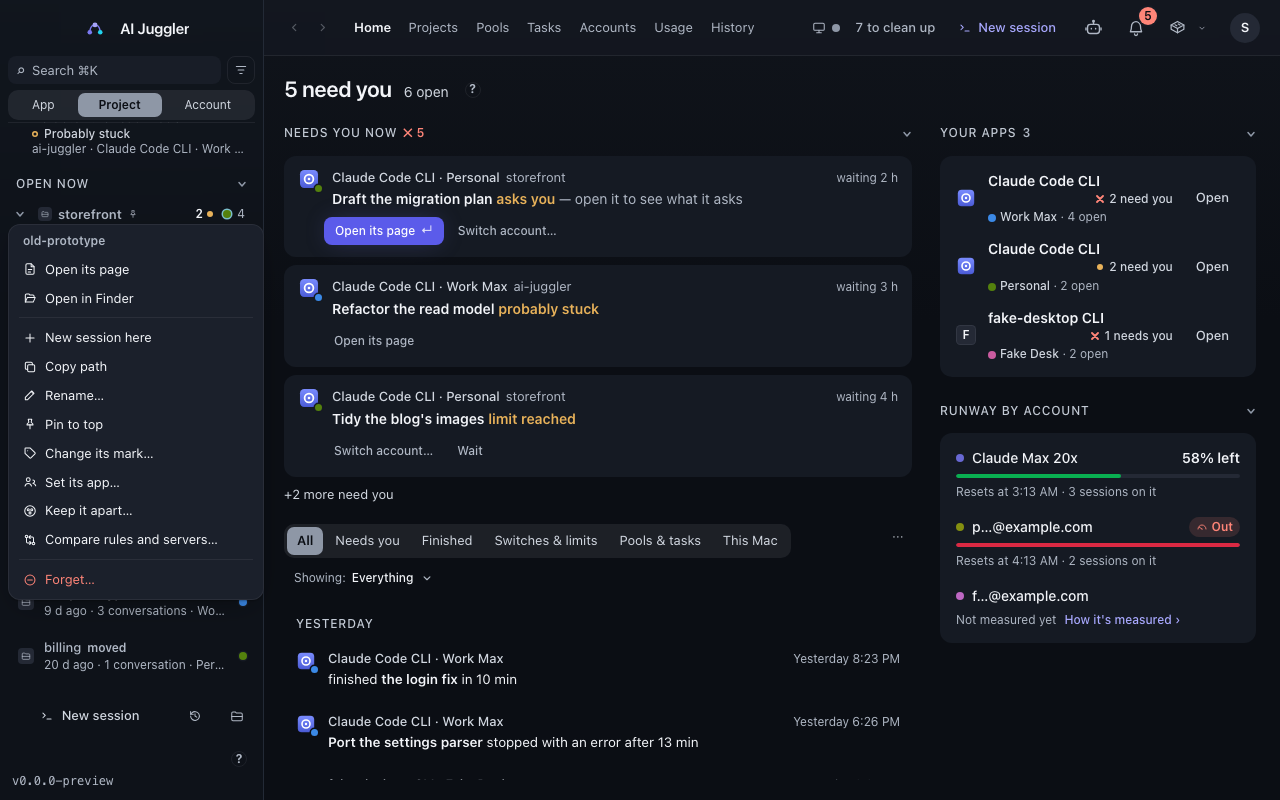 AI Juggler
Search ⌘K
App Project Account
Probably stuck
ai-juggler · Claude Code CLI · Work ...
OPEN NOW
storefront 2 4
old-prototype
Open its page
Open in Finder
New session here
Copy path
Rename...
Pin to top
Change its mark...
Set its app...
Keep it apart...
Compare rules and servers...
Forget...
9 d ago · 3 conversations · Wo...
billing moved
20 d ago · 1 conversation · Per...
New session
?
v0.0.0-preview
Home Projects Pools Tasks Accounts Usage History
7 to clean up
New session
5
S
5 need you 6 open ?
NEEDS YOU NOW 5
Claude Code CLI · Personal storefront waiting 2 h
Draft the migration plan asks you — open it to see what it asks
Open its page ↵ Switch account...
Claude Code CLI · Work Max ai-juggler waiting 3 h
Refactor the read model probably stuck
Open its page
Claude Code CLI · Personal storefront waiting 4 h
Tidy the blog's images limit reached
Switch account... Wait
+2 more need you
All Needs you Finished Switches & limits Pools & tasks This Mac ...
Showing: Everything
YESTERDAY
Claude Code CLI · Work Max Yesterday 8:23 PM
finished the login fix in 10 min
Claude Code CLI · Work Max Yesterday 6:26 PM
Port the settings parser stopped with an error after 13 min
YOUR APPS 3
Claude Code CLI
2 need you Open
Work Max · 4 open
Claude Code CLI
2 need you Open
Personal · 2 open
F
fake-desktop CLI
1 needs you Open
Fake Desk · 2 open
RUNWAY BY ACCOUNT
Claude Max 20x 58% left
Resets at 3:13 AM · 3 sessions on it
p...@example.com Out
Resets at 4:13 AM · 2 sessions on it
f...@example.com
Not measured yet How it's measured ›